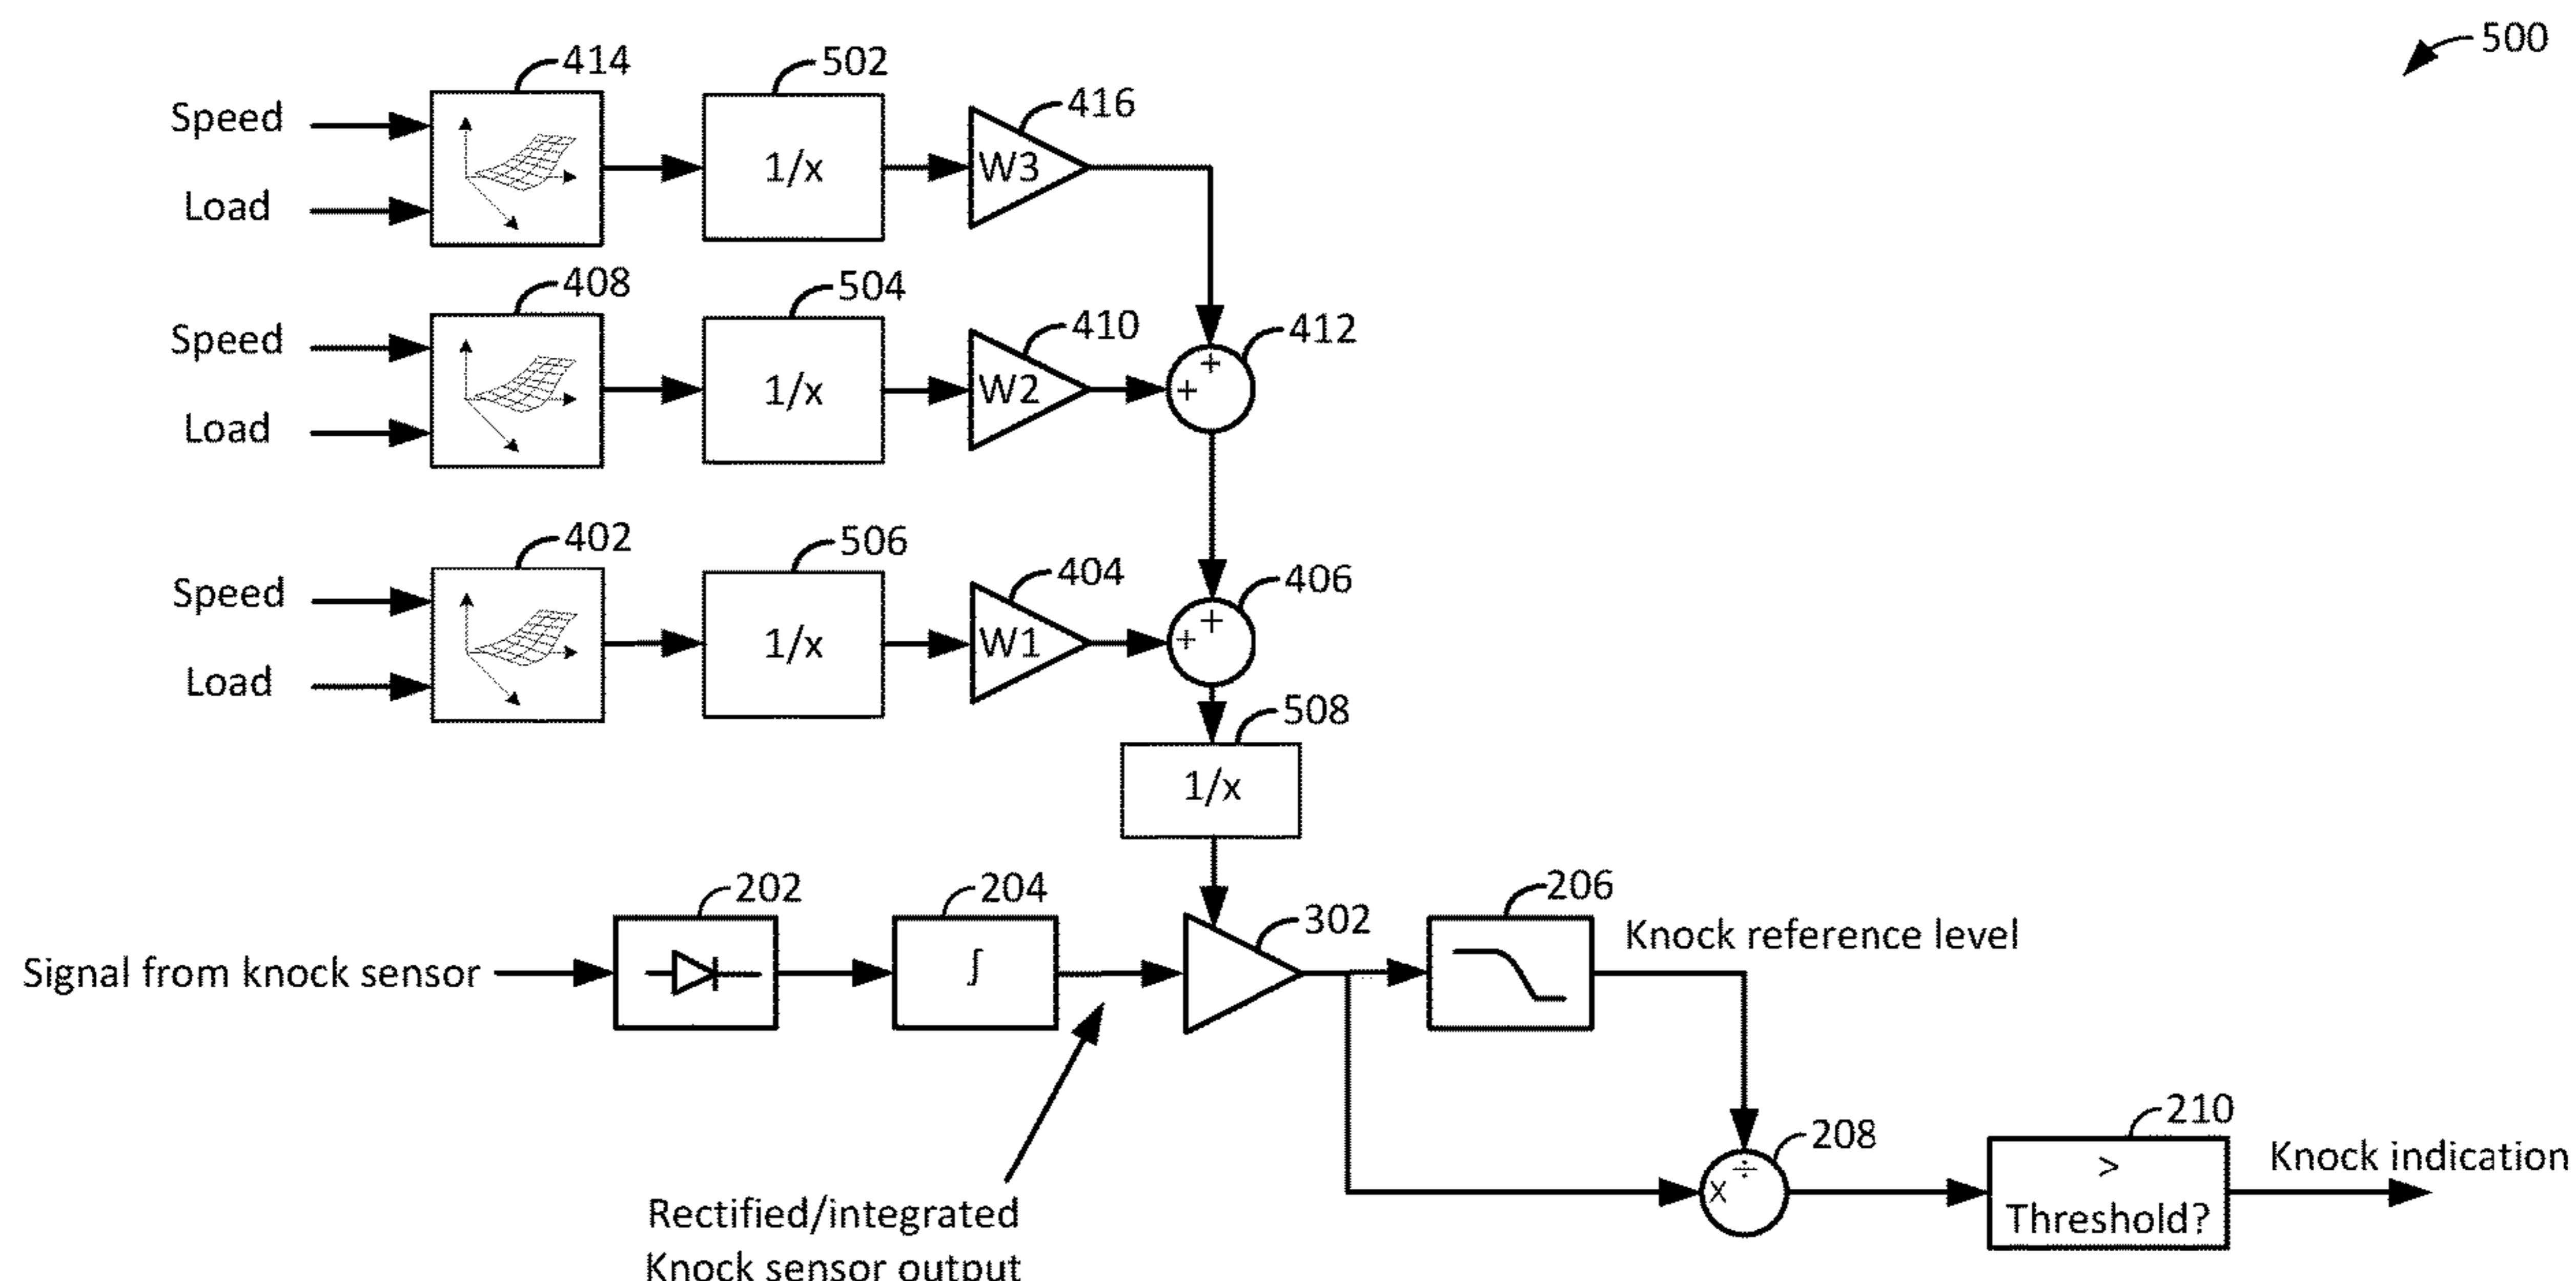 500
414
502
416
Speed
Load
1/x
W3
408
504
410
412
Speed
Load
1/x
W2
+
+
402
506
404
406
Speed
Load
1/x
W1
+
+
508
1/x
202
204
302
206
Knock reference level
Signal from knock sensor
∫
208
210
÷
x
>
Threshold?
Knock indication
Rectified/integrated
Knock sensor output